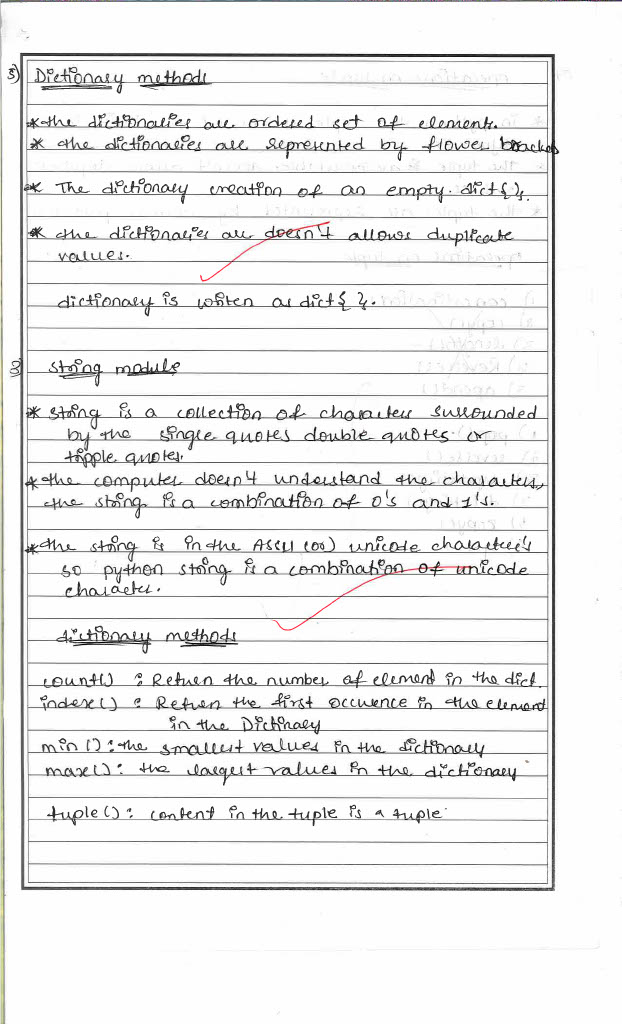 3) Dictionary methods
* the dictionaries are ordered set of elements.
* the dictionaries are represented by flower brackets
* The dictionary creation of an empty. dict{}.
* the dictionaries are doesn't allows duplicate
values.
dictionary is writen as dict{ }.
3) String module
* string is a collection of characters surrounded
by the single quotes double quotes or
tripple quotes.
* the computer doesn't understand the characters,
the string is a combination of 0's and 1's.
* the string is in the ASCII (or) unicode character's
so python string is a combination of unicode
character.
dictionary methods
count() : Return the number of element in the dict.
index() : Return the first occuence in the element
in the Dictinary
min () : the smallest values in the dictionary
max() : the largest values in the dictionary
tuple() : content in the tuple is a tuple